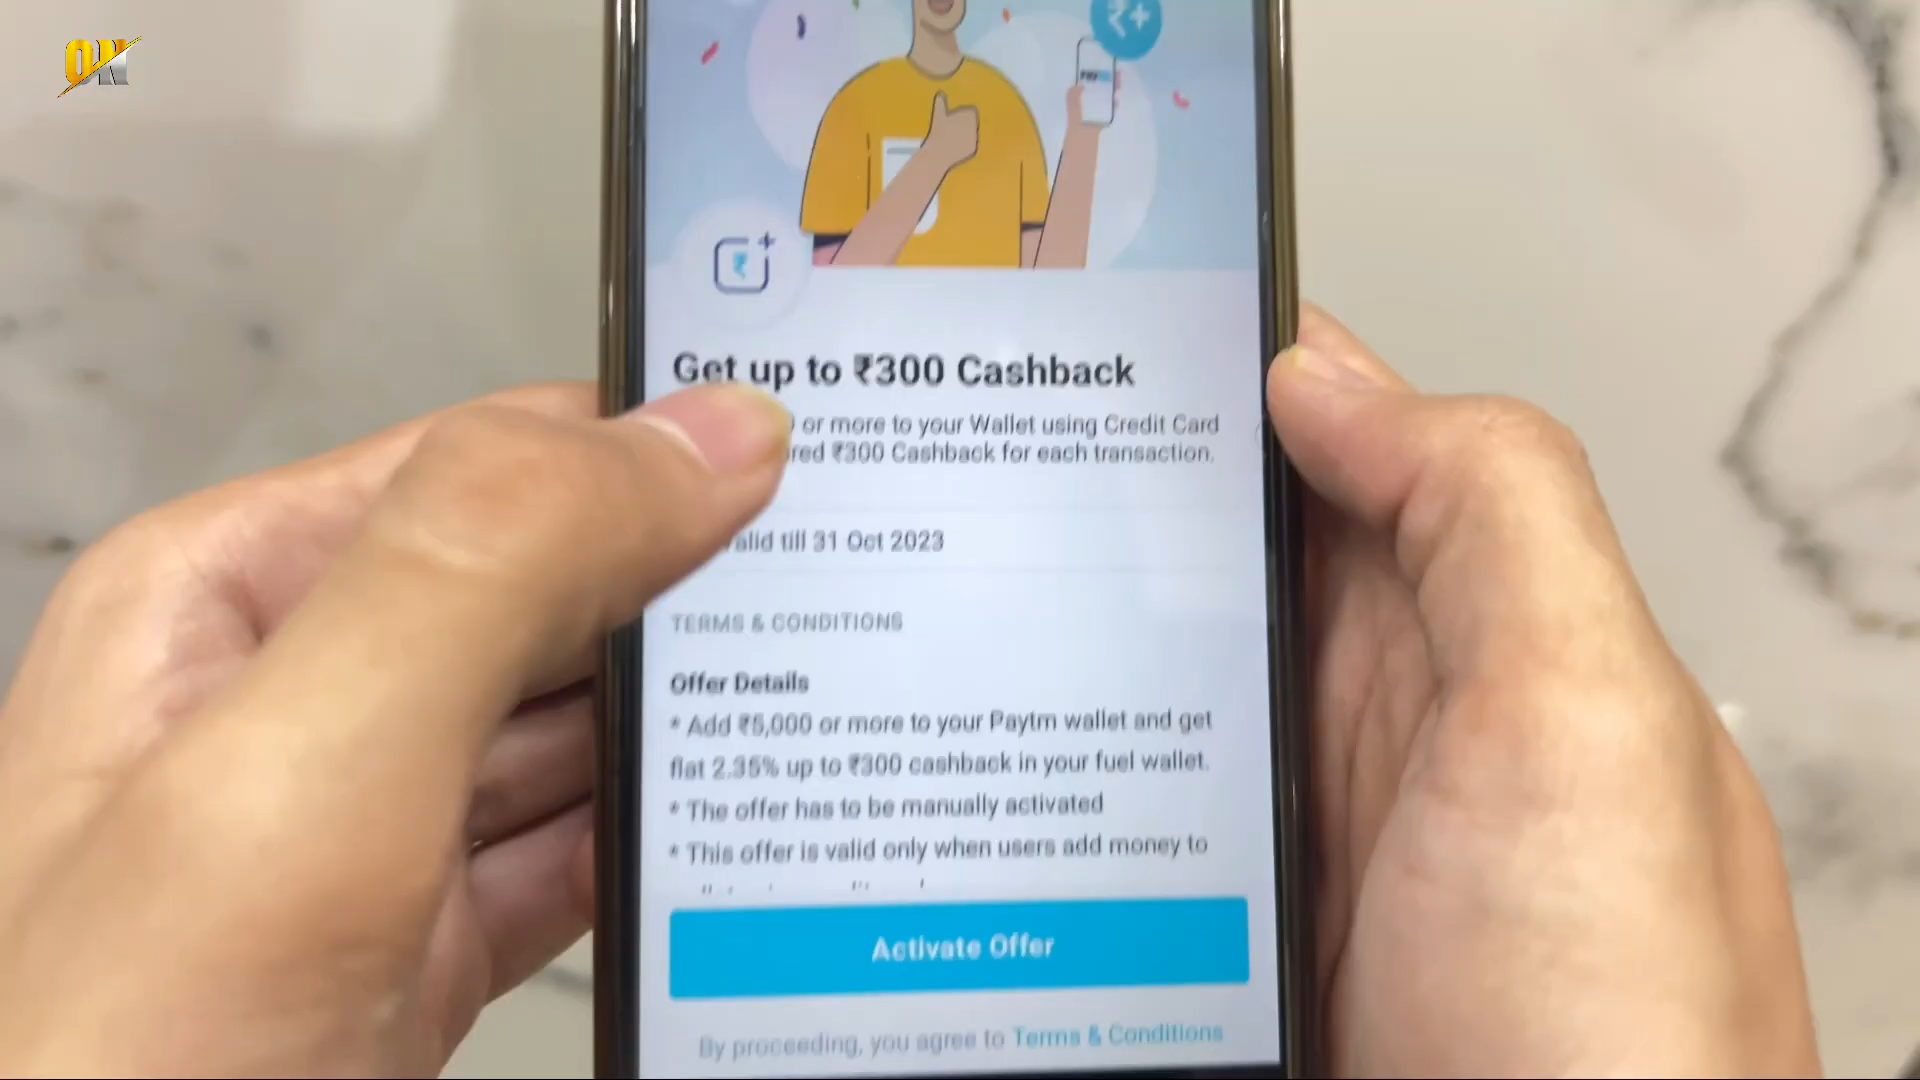 ON
₹+
Paytm
₹
Get up to ₹300 Cashback
or more to your Wallet using Credit Card
₹300 Cashback for each transaction.
alid till 31 Oct 2023
TERMS & CONDITIONS
Offer Details
* Add ₹5,000 or more to your Paytm wallet and get
flat 2.35% up to ₹300 cashback in your fuel wallet.
* The offer has to be manually activated
* This offer is valid only when users add money to
Activate Offer
By proceeding, you agree to Terms & Conditions